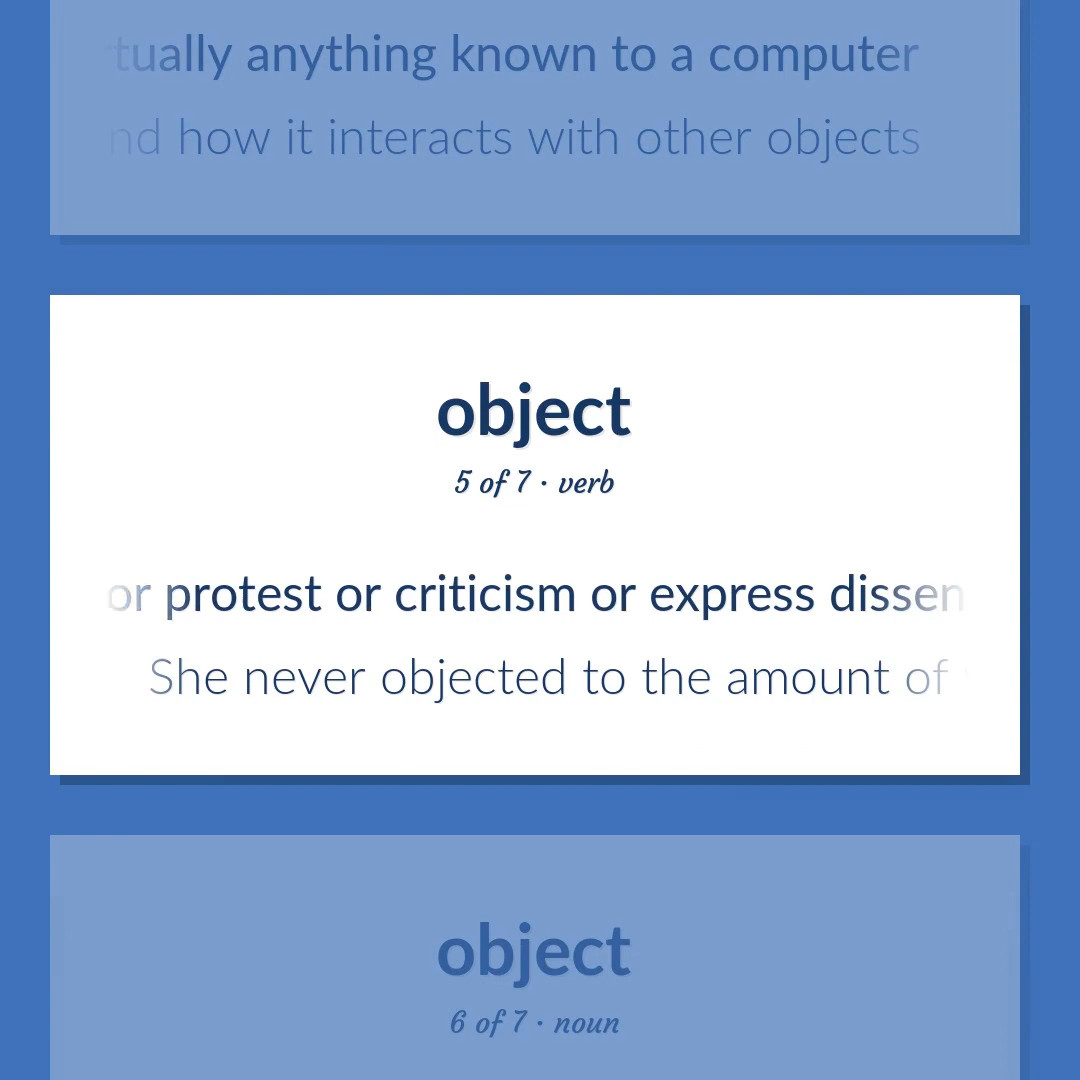 tually anything known to a computer
nd how it interacts with other objects
object
5 of 7 · verb
or protest or criticism or express dissen
She never objected to the amount of
object
6 of 7 · noun